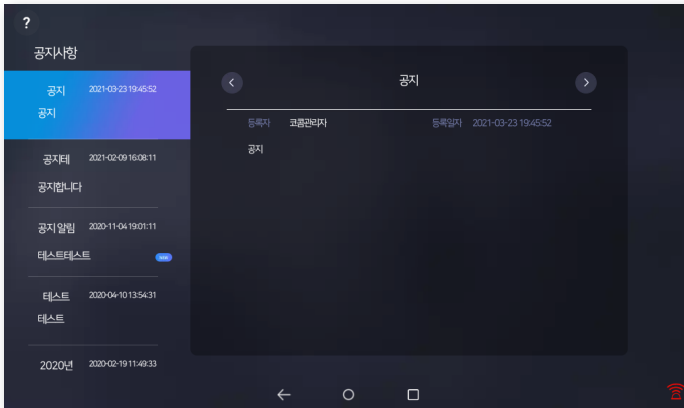 ?
공지사항
공지 2021-03-23 19:45:52
공지
공지테 2021-02-09 16:08:11
공지합니다
공지 알림 2020-11-04 19:01:11
테스트테스트
new
테스트 2020-04-10 13:54:31
테스트
2020년 2020-02-19 11:49:33
공지
등록자 코콤관리자 등록일자 2021-03-23 19:45:52
공지